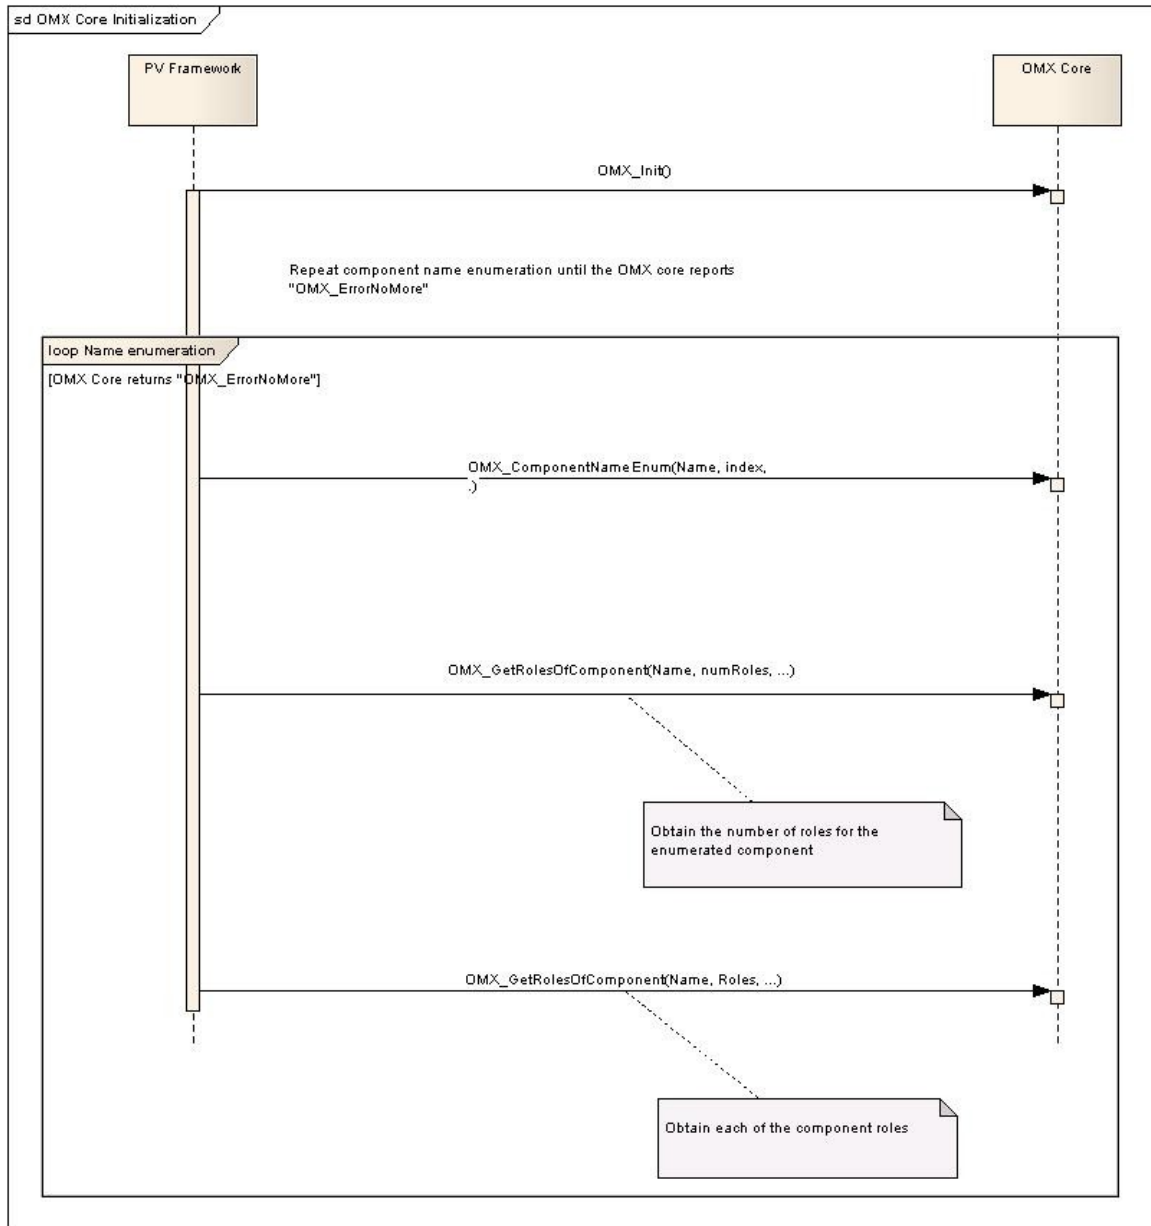 sd OMX Core Initialization
PV Framework
OMX Core
OMX_Init()
Repeat component name enumeration until the OMX core reports
"OMX_ErrorNoMore"
loop Name enumeration
[OMX Core returns "OMX_ErrorNoMore"]
OMX_ComponentNameEnum(Name, index,
.)
OMX_GetRolesOfComponent(Name, numRoles, ...)
Obtain the number of roles for the
enumerated component
OMX_GetRolesOfComponent(Name, Roles, ...)
Obtain each of the component roles